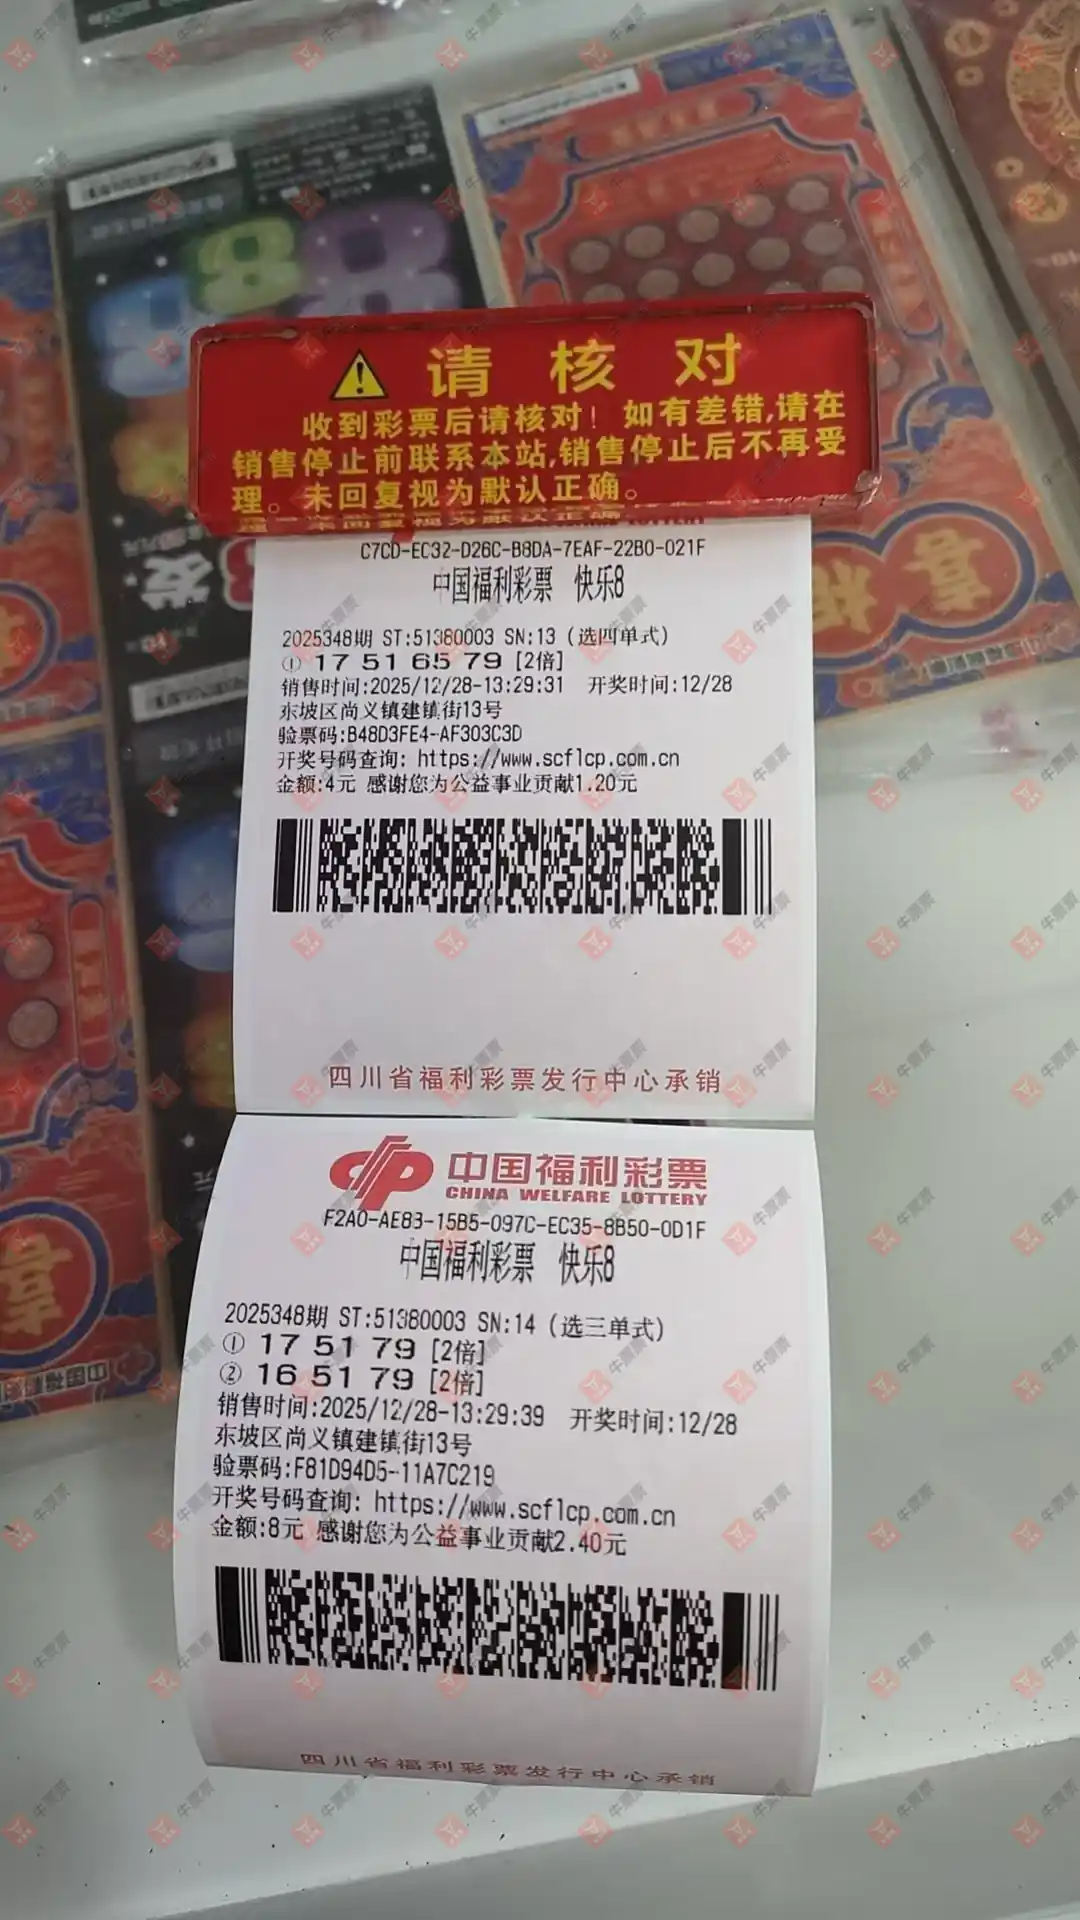 请 核 对
收到彩票后请核对！如有差错,请在
销售停止前联系本站,销售停止后不再受
理。未回复视为默认正确。
C7CD-EC32-D26C-B8DA-7EAF-22B0-021F
中国福利彩票 快乐8
2025348期 ST:51380003 SN:13 (选四单式)
① 17 51 65 79 [2倍]
销售时间:2025/12/28-13:29:31 开奖时间:12/28
东坡区尚义镇建镇街13号
验票码:B48D3FE4-AF303C3D
开奖号码查询: https://www.scflcp.com.cn
金额:4元 感谢您为公益事业贡献1.20元
四川省福利彩票发行中心承销
中国福利彩票
CHINA WELFARE LOTTERY
F2A0-AE83-15B5-097C-EC35-8B50-0D1F
中国福利彩票 快乐8
2025348期 ST:51380003 SN:14 (选三单式)
① 17 51 79 [2倍]
② 16 51 79 [2倍]
销售时间:2025/12/28-13:29:39 开奖时间:12/28
东坡区尚义镇建镇街13号
验票码:F81D94D5-11A7C219
开奖号码查询: https://www.scflcp.com.cn
金额:8元 感谢您为公益事业贡献2.40元
四川省福利彩票发行中心承销
牛票票